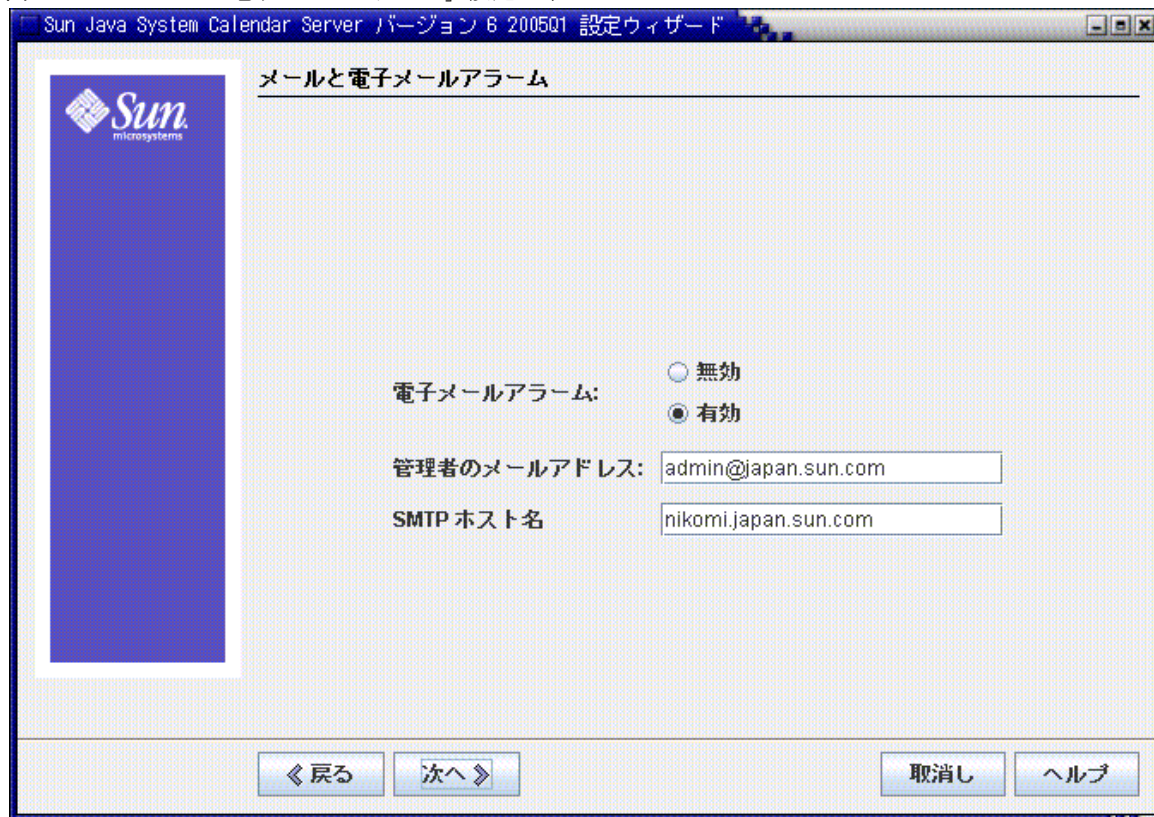 Sun Java System Calendar Server バージョン 6 2005Q1 設定ウィザード
メールと電子メールアラーム
Sun
microsystems
電子メールアラーム:
無効
有効
管理者のメールアドレス: admin@japan.sun.com
SMTP ホスト名 nikomi.japan.sun.com
戻る 次へ 取消し ヘルプ